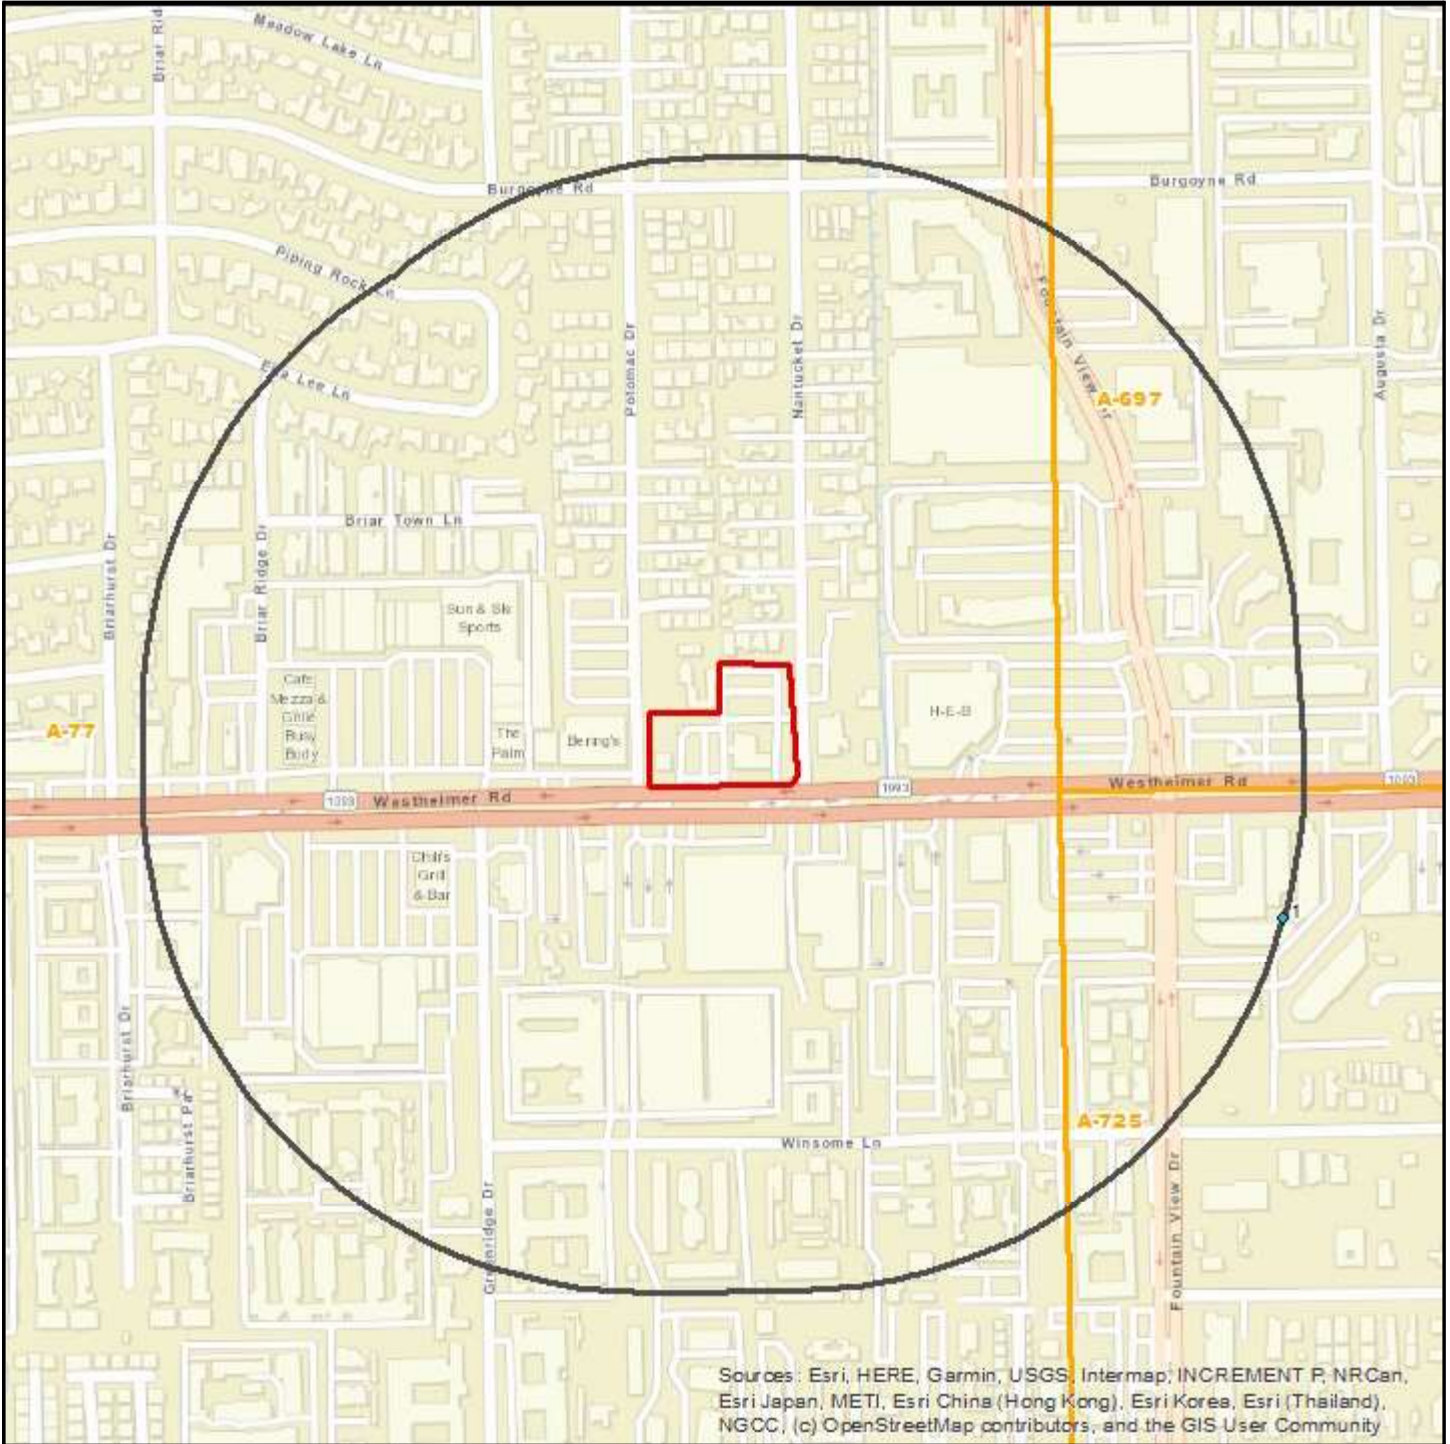 Meadow Lake Ln
Briar Rid
Burgoyne Rd
Burgoyne Rd
Piping Rock Ln
Ella Lee Ln
Potomac Dr
Nantucket Dr
Fountain View Dr
Augusta Dr
A-697
Briar Town Ln
Briarhurst Dr
Briar Ridge Dr
Sun & Ski
Sports
Cafe
Mezza &
Grille
Busy
Body
A-77
The
Palm
Bering's
H-E-B
1093
Westheimer Rd
1093
Westheimer Rd
1093
Chili's
Grill
& Bar
1
Briarhurst Dr
Briarhurst Pa
A-725
Winsome Ln
Greenridge Dr
Fountain View Dr
Sources: Esri, HERE, Garmin, USGS, Intermap, INCREMENT P, NRCan,
Esri Japan, METI, Esri China (Hong Kong), Esri Korea, Esri (Thailand),
NGCC, (c) OpenStreetMap contributors, and the GIS User Community